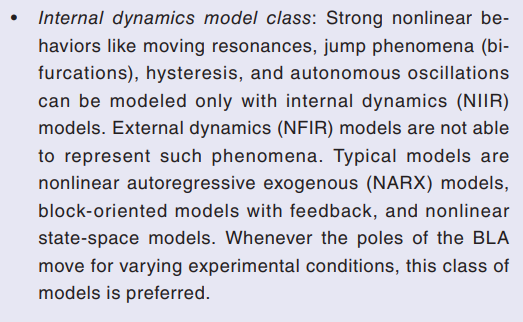 • Internal dynamics model class: Strong nonlinear be-
haviors like moving resonances, jump phenomena (bi-
furcations), hysteresis, and autonomous oscillations
can be modeled only with internal dynamics (NIIR)
models. External dynamics (NFIR) models are not able
to represent such phenomena. Typical models are
nonlinear autoregressive exogenous (NARX) models,
block-oriented models with feedback, and nonlinear
state-space models. Whenever the poles of the BLA
move for varying experimental conditions, this class of
models is preferred.